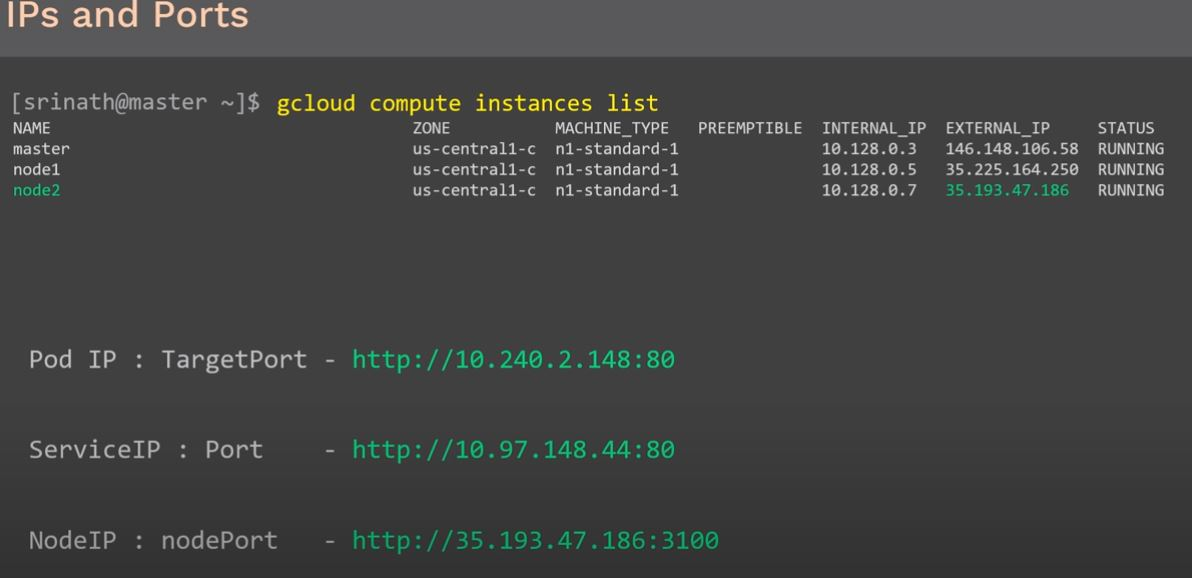 IPs and Ports
[srinath@master ~]$ gcloud compute instances list
NAME ZONE MACHINE_TYPE PREEMPTIBLE INTERNAL_IP EXTERNAL_IP STATUS
master us-central1-c n1-standard-1 10.128.0.3 146.148.106.58 RUNNING
node1 us-central1-c n1-standard-1 10.128.0.5 35.225.164.250 RUNNING
node2 us-central1-c n1-standard-1 10.128.0.7 35.193.47.186 RUNNING
Pod IP : TargetPort - http://10.240.2.148:80
ServiceIP : Port - http://10.97.148.44:80
NodeIP : nodePort - http://35.193.47.186:3100